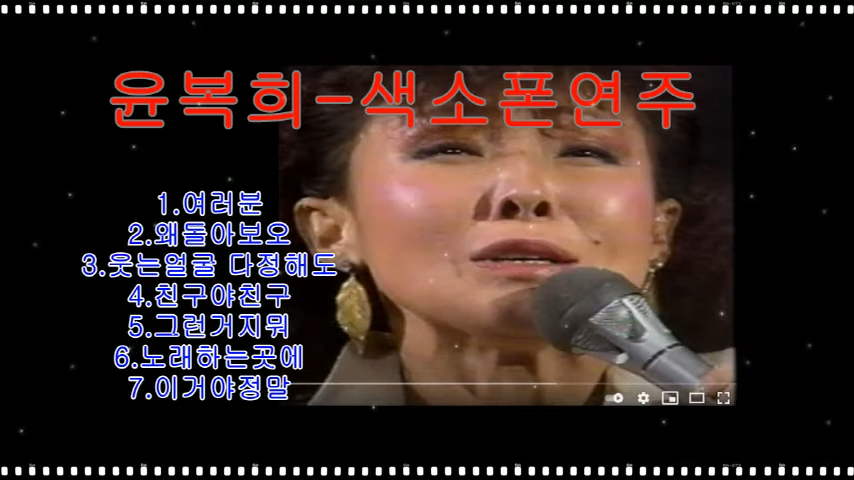 윤복희-색소폰연주
1.여러분
2.왜돌아보오
3.웃는얼굴 다정해도
4.친구야친구
5.그런거지뭐
6.노래하는곳에
7.이거야정말